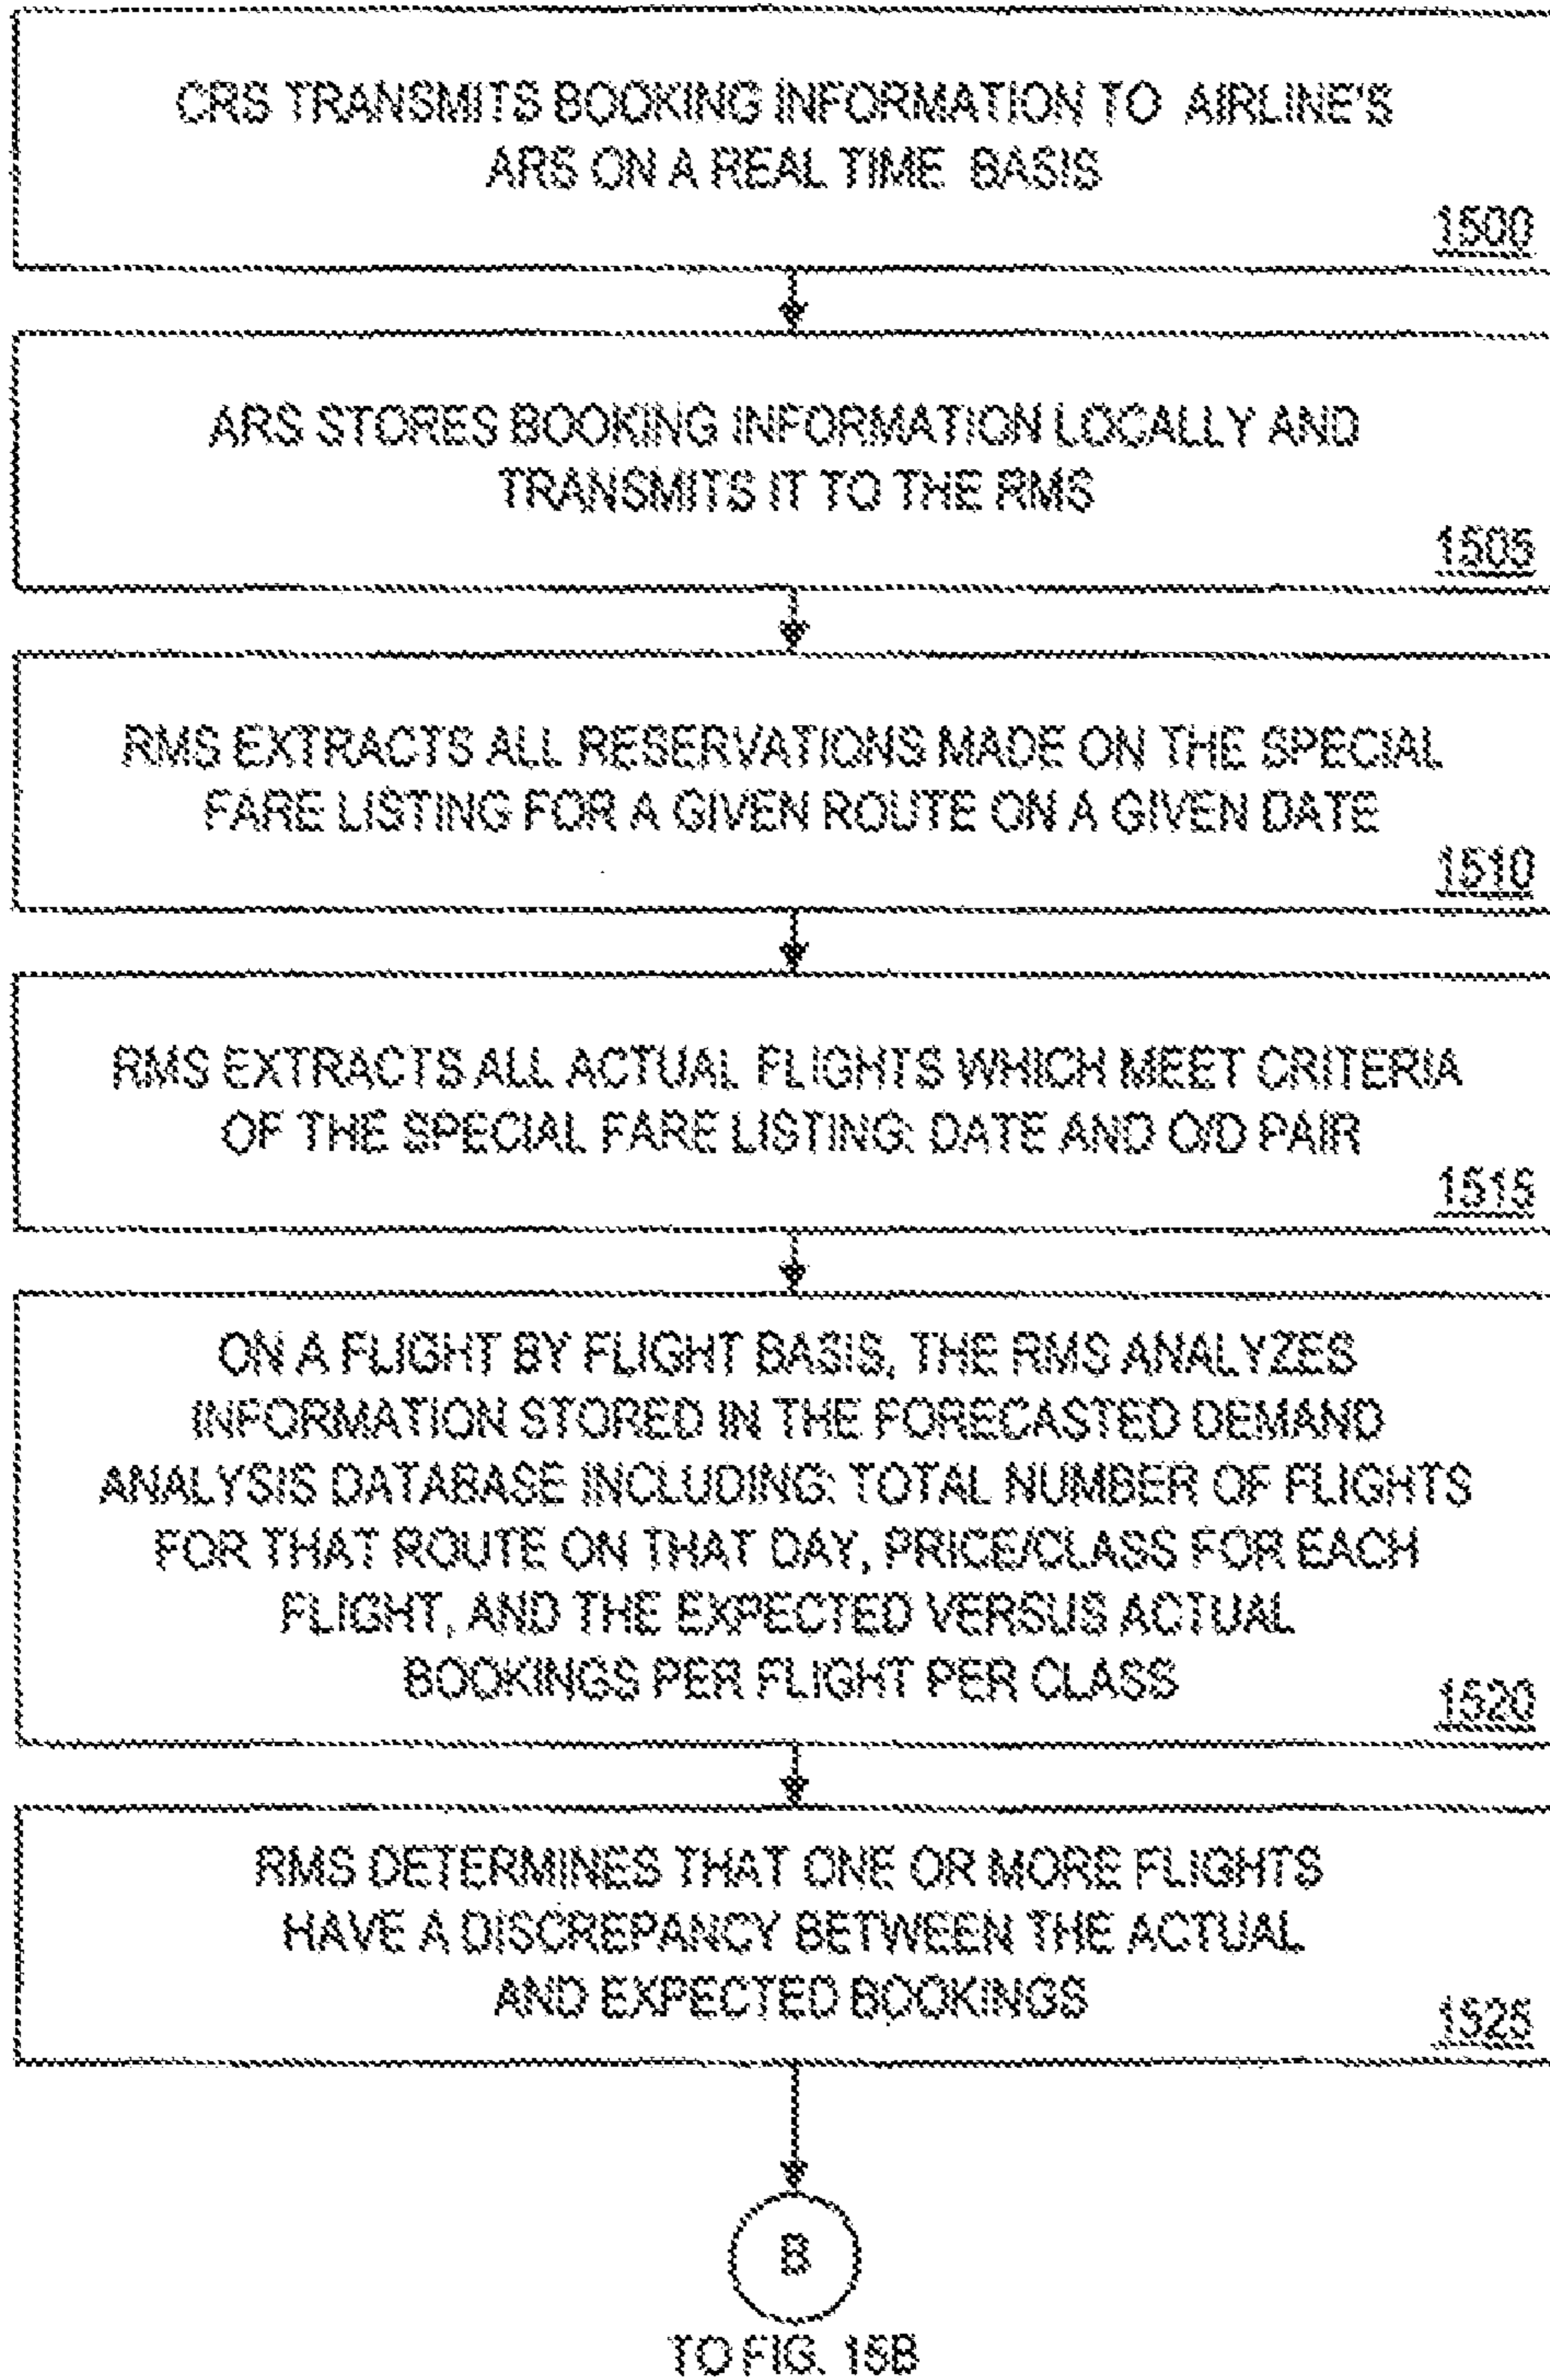 CRS TRANSMITS BOOKING INFORMATION TO AIRLINE'S
ARS ON A REAL TIME BASIS
1500
ARS STORES BOOKING INFORMATION LOCALLY AND
TRANSMITS IT TO THE RMS
1505
RMS EXTRACTS ALL RESERVATIONS MADE ON THE SPECIAL
FARE LISTING FOR A GIVEN ROUTE ON A GIVEN DATE
1510
RMS EXTRACTS ALL ACTUAL FLIGHTS WHICH MEET CRITERIA
OF THE SPECIAL FARE LISTING: DATE AND O/D PAIR
1515
ON A FLIGHT BY FLIGHT BASIS, THE RMS ANALYZES
INFORMATION STORED IN THE FORECASTED DEMAND
ANALYSIS DATABASE INCLUDING: TOTAL NUMBER OF FLIGHTS
FOR THAT ROUTE ON THAT DAY, PRICE/CLASS FOR EACH
FLIGHT, AND THE EXPECTED VERSUS ACTUAL
BOOKINGS PER FLIGHT PER CLASS
1520
RMS DETERMINES THAT ONE OR MORE FLIGHTS
HAVE A DISCREPANCY BETWEEN THE ACTUAL
AND EXPECTED BOOKINGS
1525
B
TO FIG. 15B